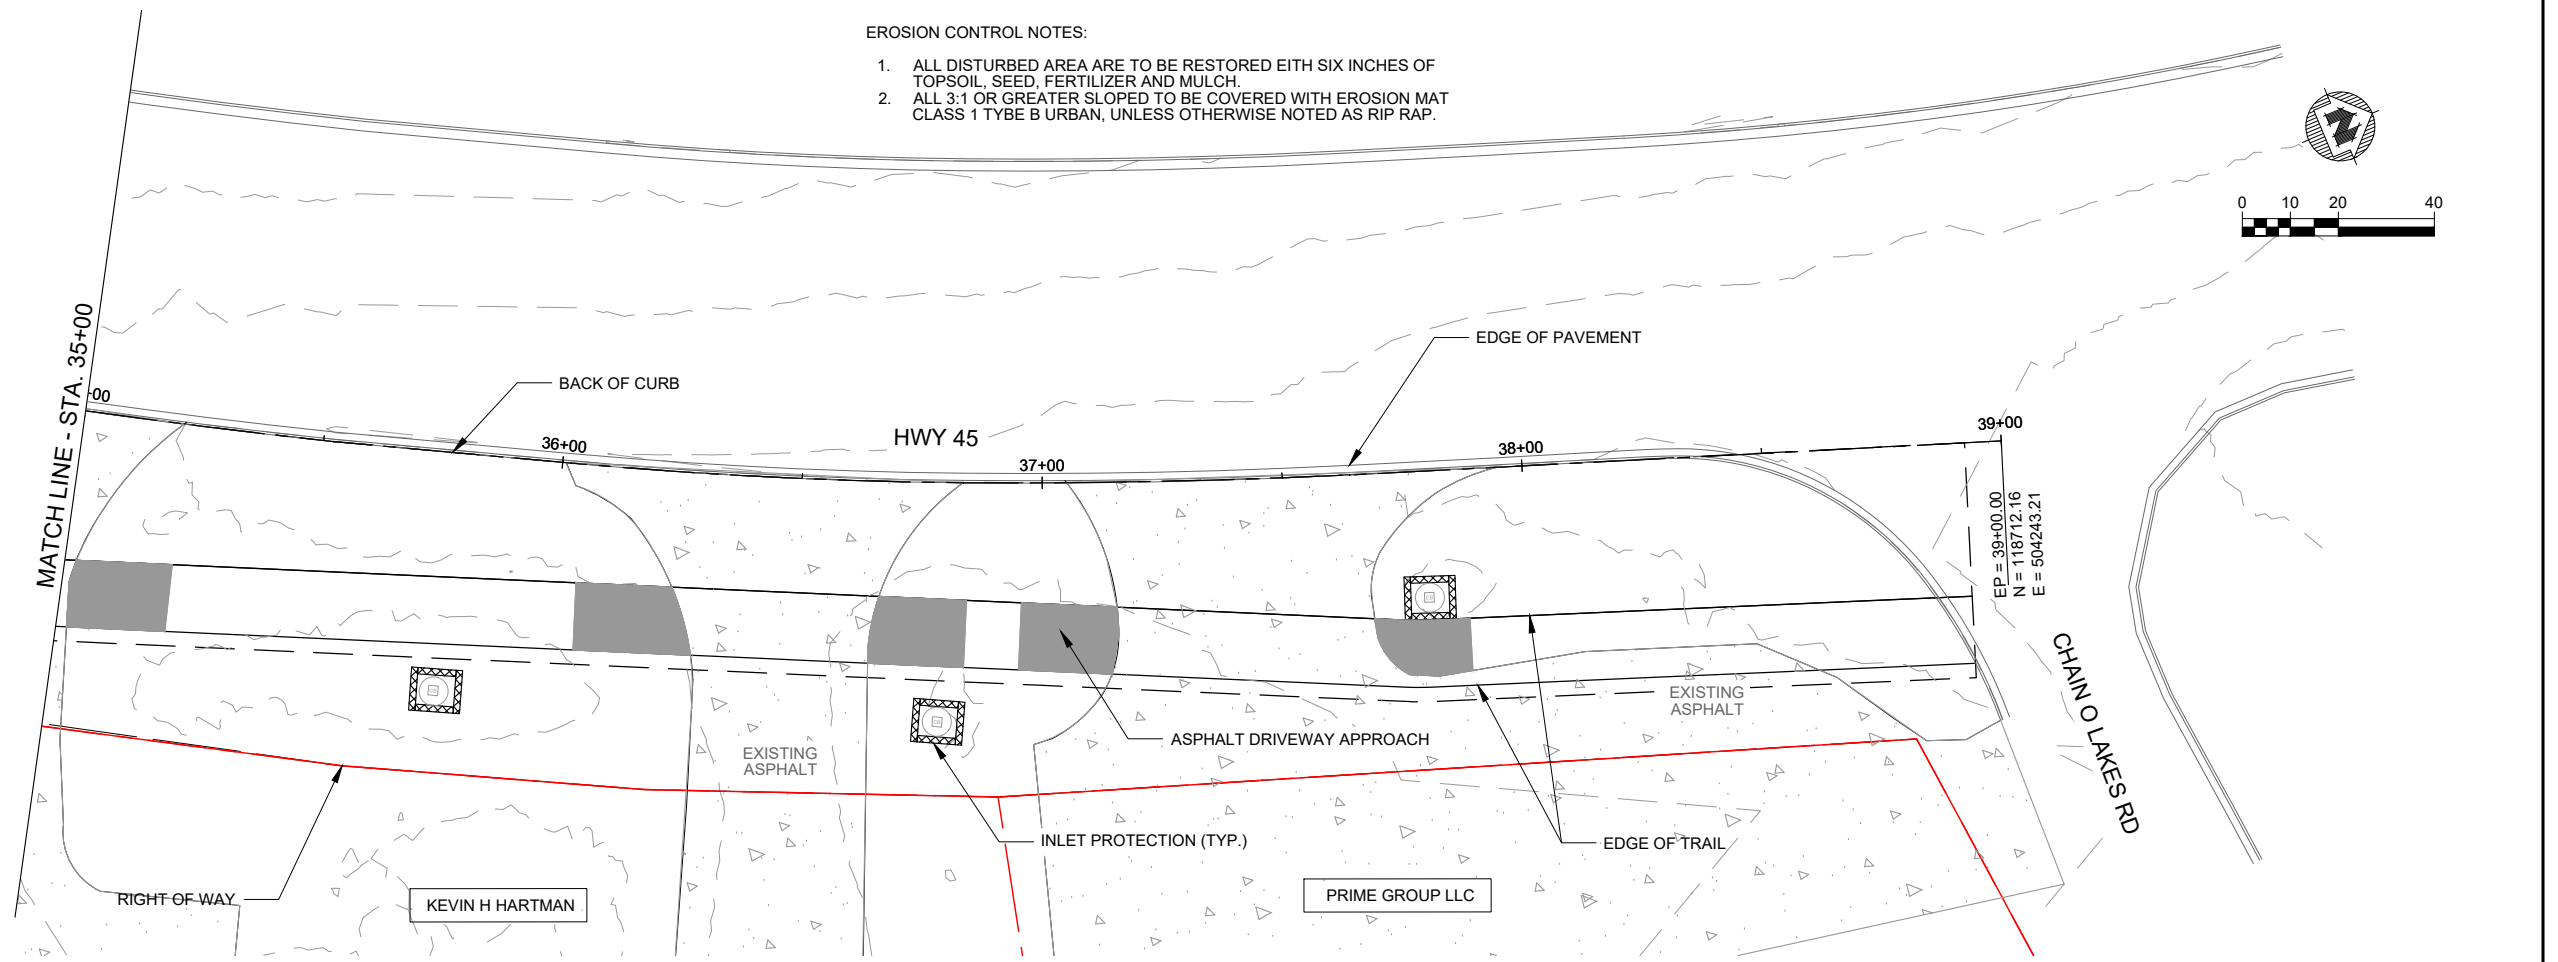 EROSION CONTROL NOTES:
1. ALL DISTURBED AREA ARE TO BE RESTORED EITH SIX INCHES OF
TOPSOIL, SEED, FERTILIZER AND MULCH.
2. ALL 3:1 OR GREATER SLOPED TO BE COVERED WITH EROSION MAT
CLASS 1 TYBE B URBAN, UNLESS OTHERWISE NOTED AS RIP RAP.
N
0 10 20 40
MATCH LINE - STA. 35+00
-00
BACK OF CURB
EDGE OF PAVEMENT
HWY 45
36+00
37+00
38+00
39+00
EP = 39+00.00
N = 118712.16
E = 504243.21
CHAIN O LAKES RD
CB
CB
CB
EXISTING
ASPHALT
EXISTING
ASPHALT
ASPHALT DRIVEWAY APPROACH
INLET PROTECTION (TYP.)
EDGE OF TRAIL
RIGHT OF WAY
KEVIN H HARTMAN
PRIME GROUP LLC